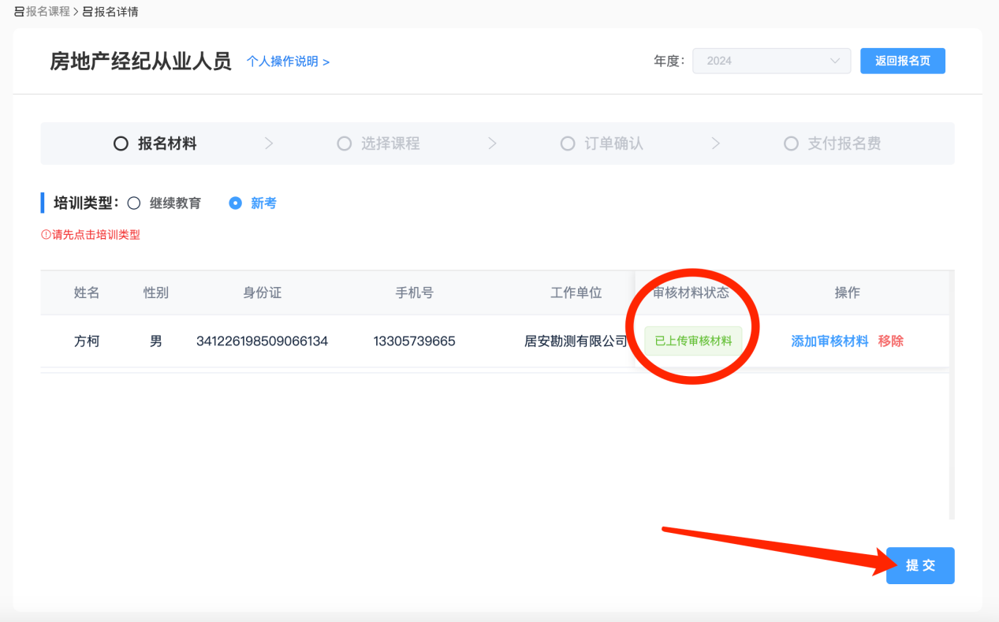 报名课程 > 报名详情
房地产经纪从业人员 个人操作说明 > 年度： 2024 返回报名页
报名材料 选择课程 订单确认 支付报名费
培训类型： 继续教育 新考
请先点击培训类型
姓名 性别 身份证 手机号 工作单位 审核材料状态 操作
方柯 男 341226198509066134 13305739665 居安勘测有限公司 已上传审核材料 添加审核材料 移除
提 交